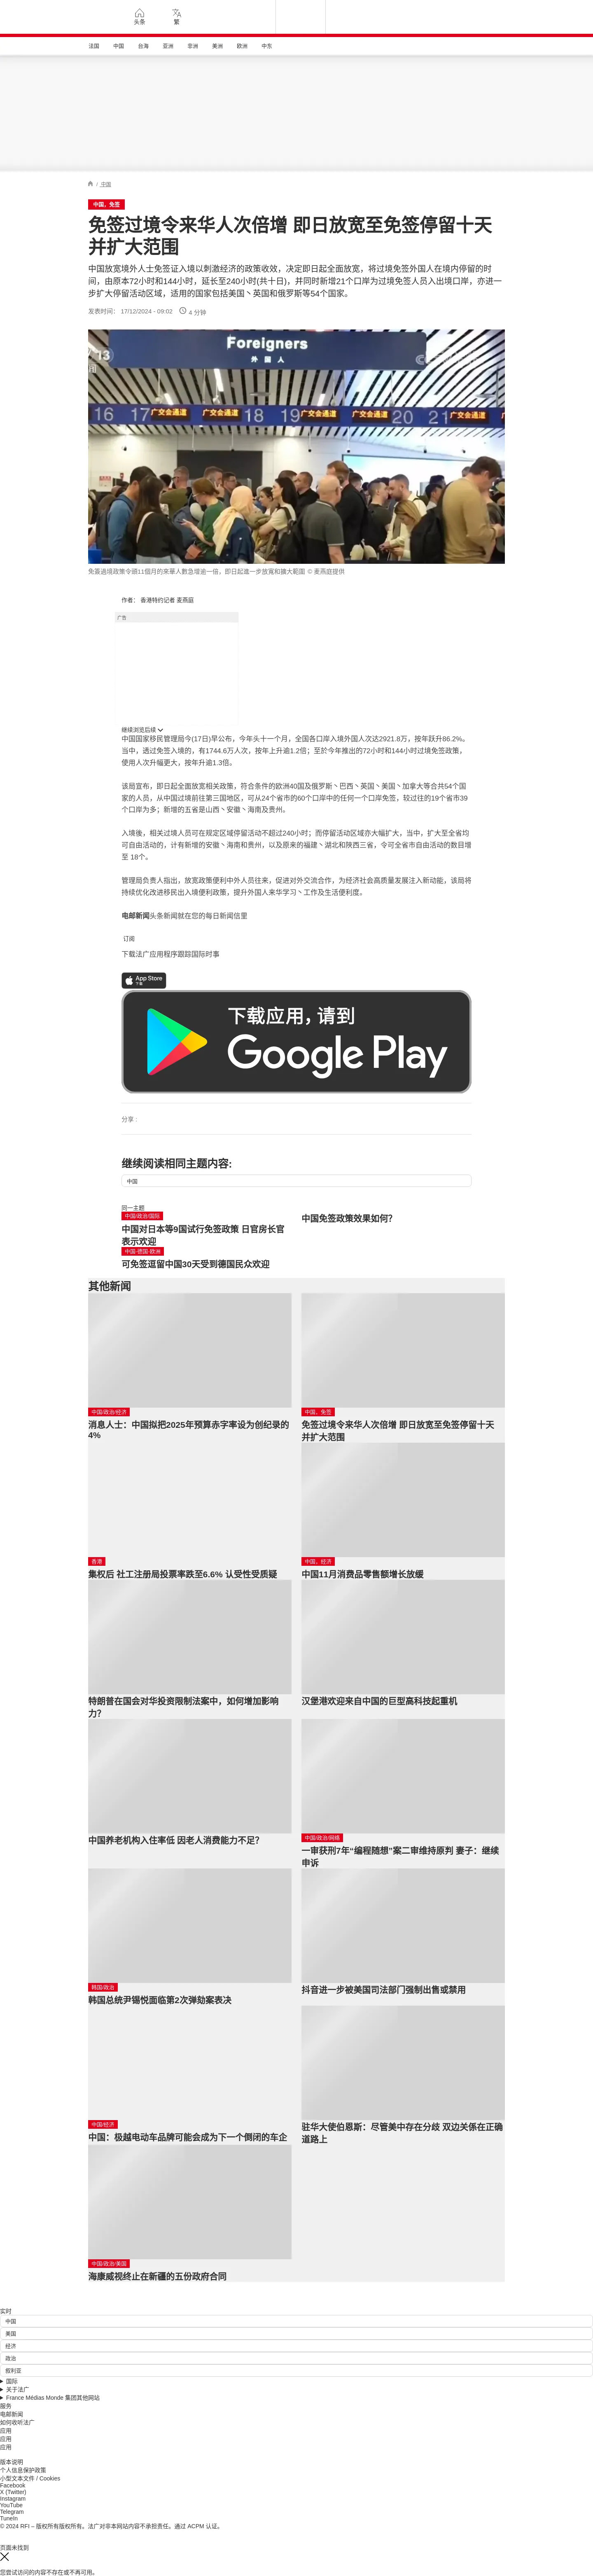 头条
繁
法国
中国
台海
亚洲
非洲
美洲
欧洲
中东
/ 中国
中国，免签
免签过境令来华人次倍增 即日放宽至免签停留十天
并扩大范围
中国放宽境外人士免签证入境以刺激经济的政策收效，决定即日起全面放宽，将过境免签外国人在境内停留的时
间，由原本72小时和144小时，延长至240小时(共十日)，并同时新增21个口岸为过境免签人员入出境口岸，亦进一
步扩大停留活动区域，适用的国家包括美国丶英国和俄罗斯等54个国家。
发表时间： 17/12/2024 - 09:02
4 分钟
Foreigners
外国人
13
16
17
广交会通道
广交会通道
18
19
广交会通道
广交会通道
20
21
广交会通道
免簽過境政策令頭11個月的來華人數急增逾一倍，即日起進一步放寬和擴大範圍 © 麦燕庭提供
作者： 香港特约记者 麦燕庭
广告
继续浏览后续
中国国家移民管理局今(17日)早公布，今年头十一个月，全国各口岸入境外国人次达2921.8万，按年跃升86.2%。
当中，透过免签入境的，有1744.6万人次，按年上升逾1.2倍；至於今年推出的72小时和144小时过境免签政策，
使用人次升幅更大，按年升逾1.3倍。
该局宣布，即日起全面放宽相关政策，符合条件的欧洲40国及俄罗斯丶巴西丶英国丶美国丶加拿大等合共54个国
家的人员，从中国过境前往第三国地区，可从24个省市的60个口岸中的任何一个口岸免签，较过往的19个省市39
个口岸为多；新增的五省是山西丶安徽丶海南及贵州。
入境後，相关过境人员可在规定区域停留活动不超过240小时；而停留活动区域亦大幅扩大，当中，扩大至全省均
可自由活动的，计有新增的安徽丶海南和贵州，以及原来的福建丶湖北和陕西三省，令可全省市自由活动的数目增
至 18个。
管理局负责人指出，放宽政策便利中外人员往来，促进对外交流合作，为经济社会高质量发展注入新动能，该局将
持续优化改进移民出入境便利政策，提升外国人来华学习丶工作及生活便利度。
电邮新闻头条新闻就在您的每日新闻信里
订阅
下载法广应用程序跟踪国际时事
App Store
下载
下载应用，请到
Google Play
分享 :
继续阅读相同主题内容:
中国
同一主题
中国/政治/国际
中国对日本等9国试行免签政策 日官房长官
表示欢迎
中国免签政策效果如何？
中国-德国-欧洲
可免签逗留中国30天受到德国民众欢迎
其他新闻
中国/政治/经济
消息人士：中国拟把2025年预算赤字率设为创纪录的
4%
中国，免签
免签过境令来华人次倍增 即日放宽至免签停留十天
并扩大范围
香港
集权后 社工注册局投票率跌至6.6% 认受性受质疑
中国，经济
中国11月消费品零售额增长放缓
特朗普在国会对华投资限制法案中，如何增加影响
力？
汉堡港欢迎来自中国的巨型高科技起重机
中国养老机构入住率低 因老人消费能力不足？
中国/政治/网络
一审获刑7年“编程随想”案二审维持原判 妻子：继续
申诉
韩国/政治
韩国总统尹锡悦面临第2次弹劾案表决
抖音进一步被美国司法部门强制出售或禁用
中国/经济
中国：极越电动车品牌可能会成为下一个倒闭的车企
驻华大使伯恩斯：尽管美中存在分歧 双边关係在正确
道路上
中国/政治/美国
海康威视终止在新疆的五份政府合同
实时
中国
美国
经济
政治
叙利亚
国际
关于法广
France Médias Monde 集团其他网站
服务
电邮新闻
如何收听法广
应用
应用
应用
版本说明
个人信息保护政策
小型文本文件 / Cookies
Facebook
X (Twitter)
Instagram
YouTube
Telegram
TuneIn
© 2024 RFI – 版权所有版权所有。法广对非本网站内容不承担责任。通过 ACPM 认证。
页面未找到
您尝试访问的内容不存在或不再可用。